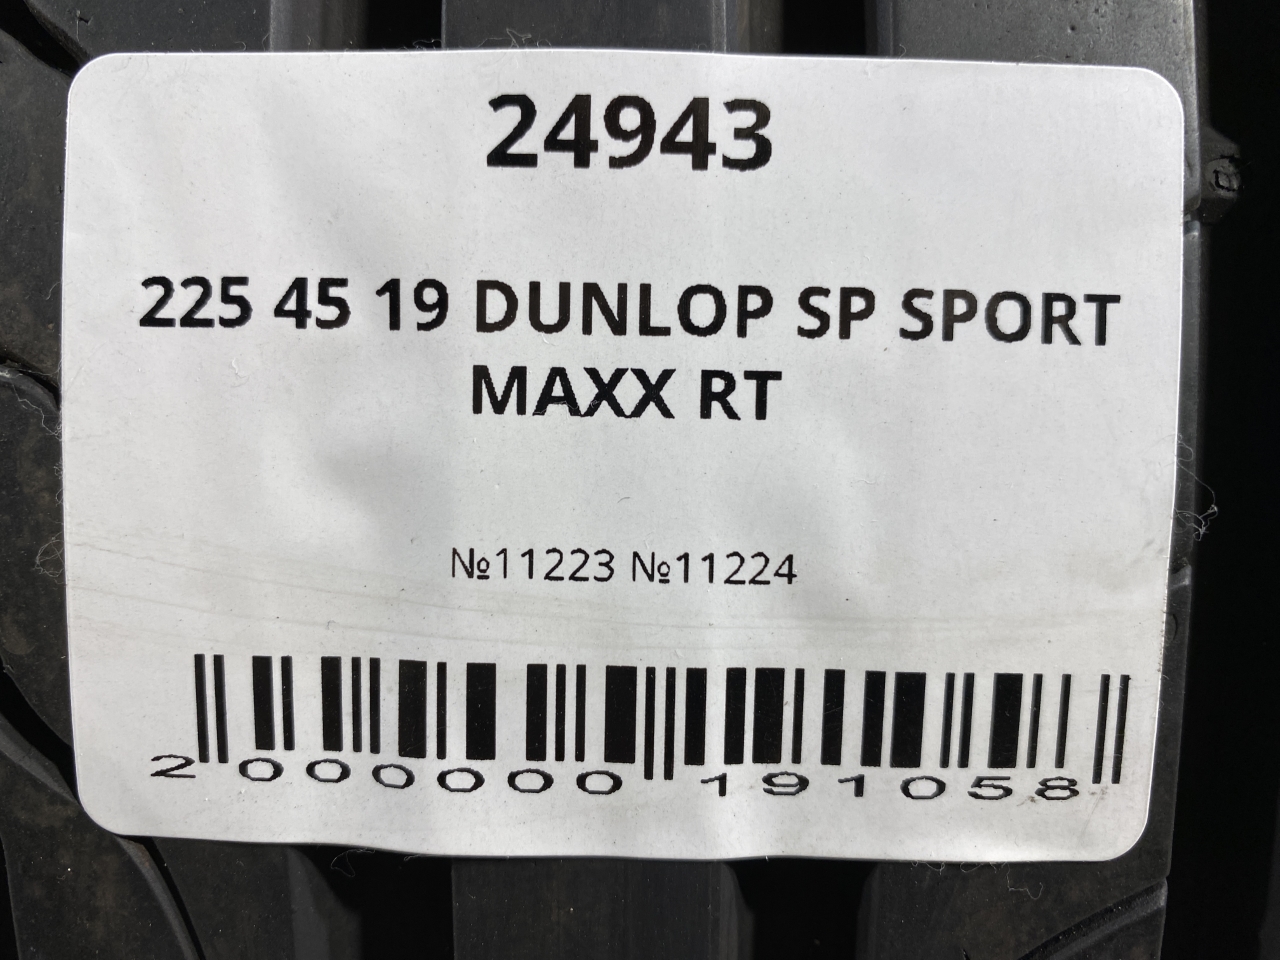 24943
225 45 19 DUNLOP SP SPORT
MAXX RT
№11223 №11224
2 000000 191058